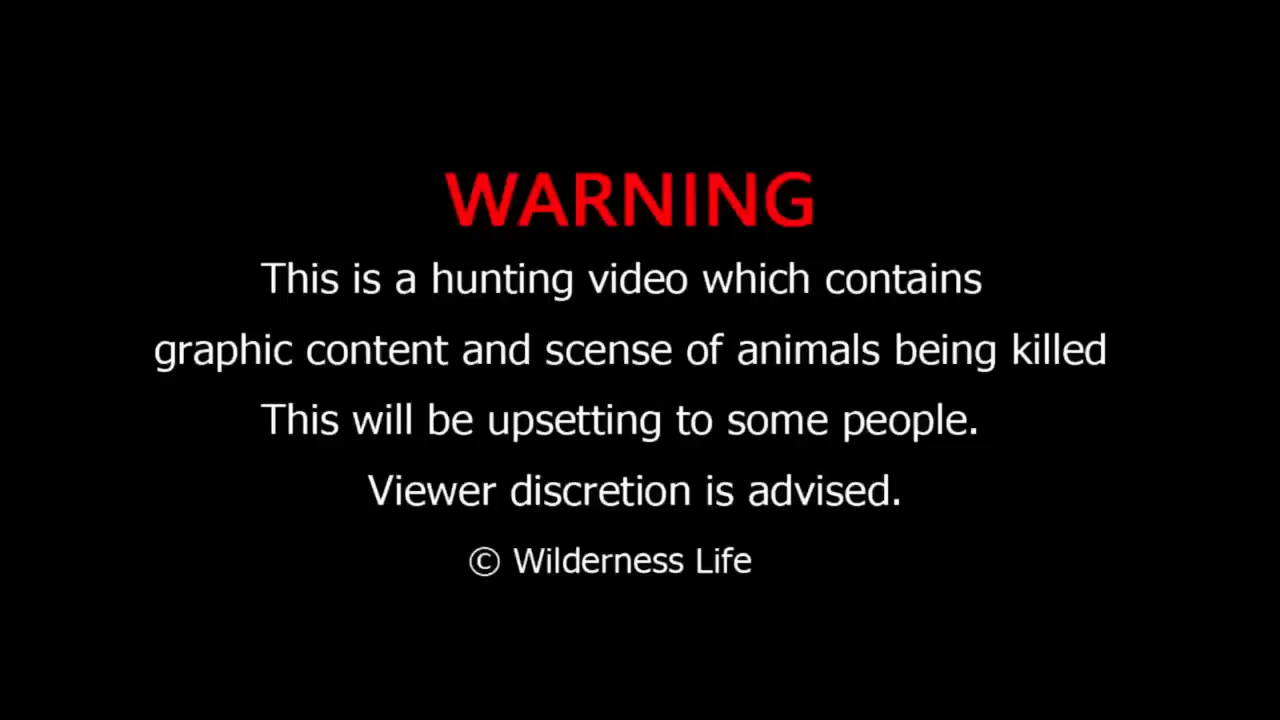 WARNING
This is a hunting video which contains
graphic content and scense of animals being killed
This will be upsetting to some people.
Viewer discretion is advised.
© Wilderness Life